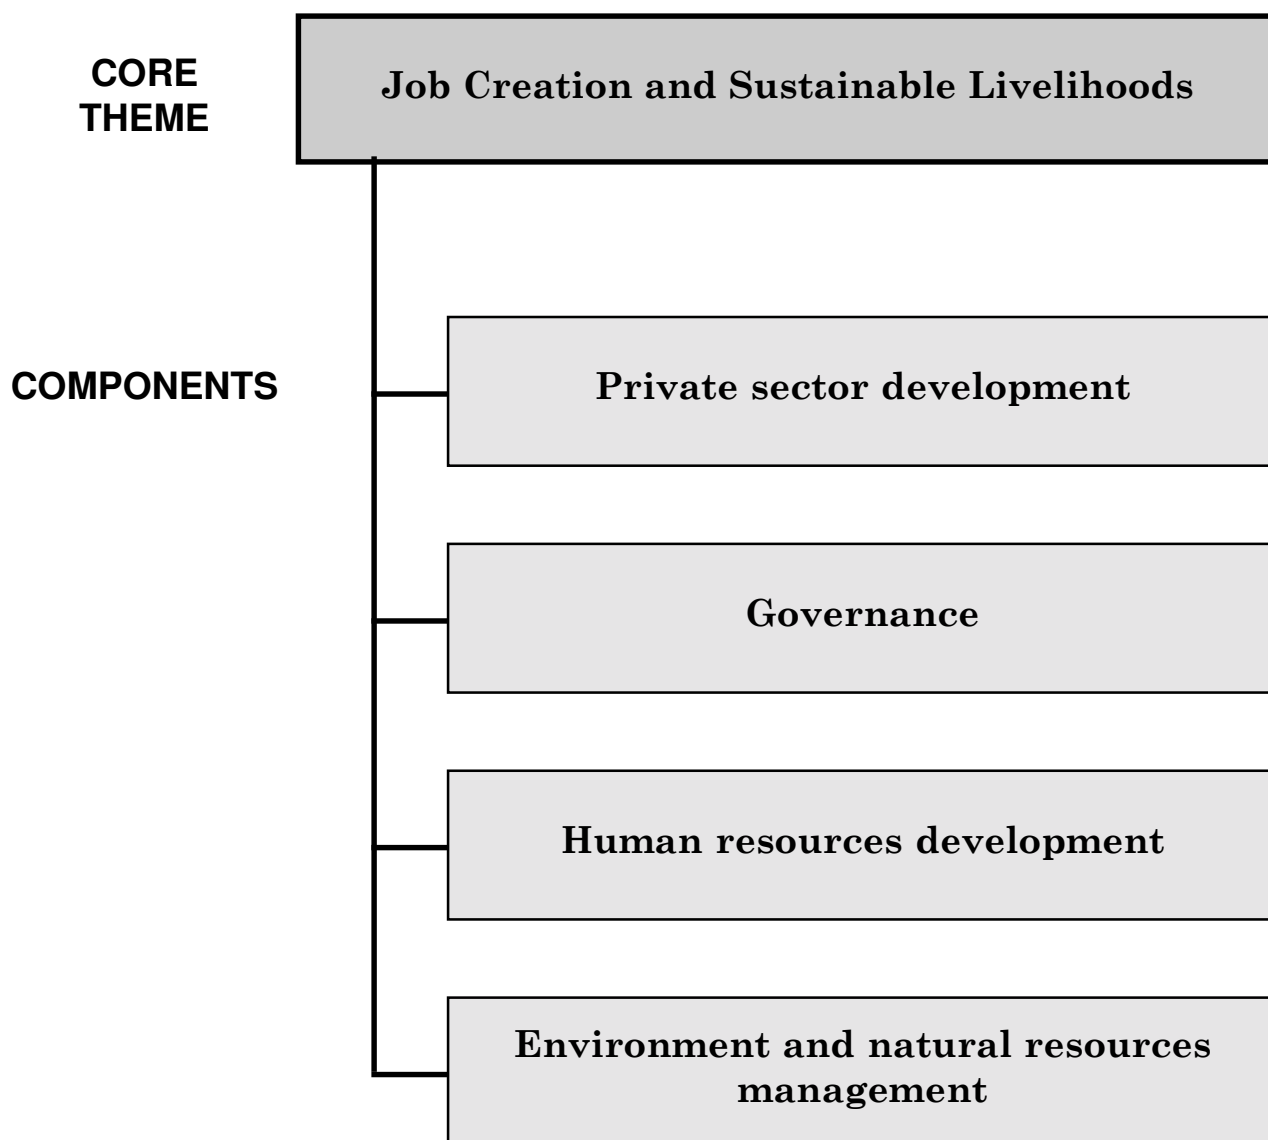 CORE
THEME
Job Creation and Sustainable Livelihoods
COMPONENTS
Private sector development
Governance
Human resources development
Environment and natural resources
management